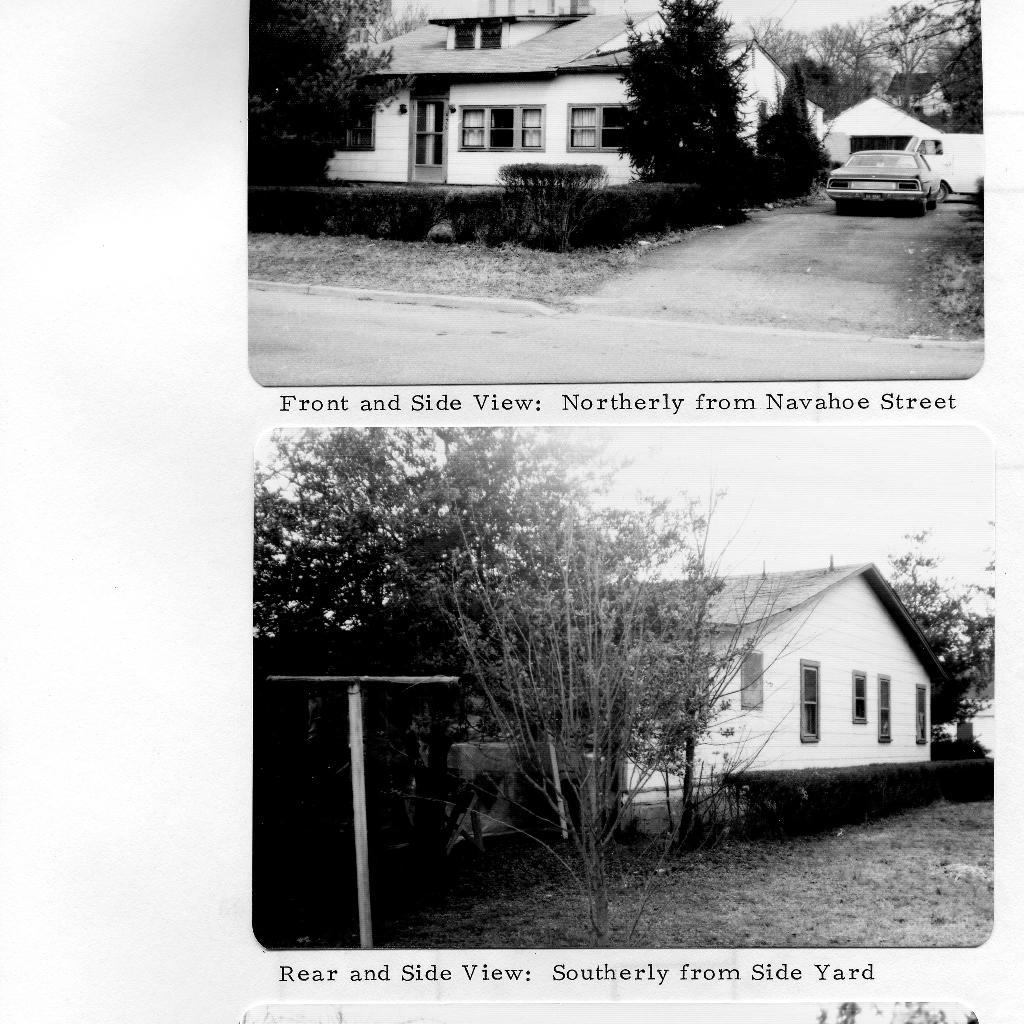 Front and Side View: Northerly from Navahoe Street
Rear and Side View: Southerly from Side Yard